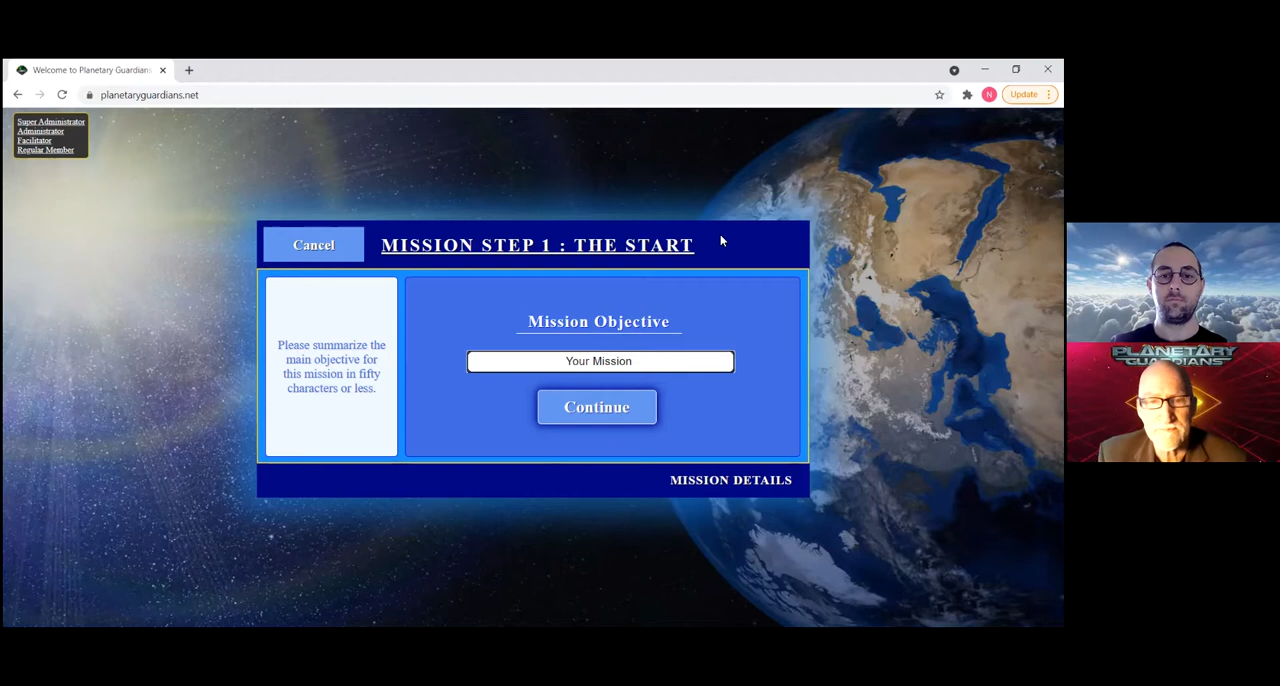 Welcome to Planetary Guardians
planetaryguardians.net
N
Update
Super Administrator
Administrator
Facilitator
Regular Member
Cancel
MISSION STEP 1 : THE START
Please summarize the
main objective for
this mission in fifty
characters or less.
Mission Objective
Your Mission
Continue
MISSION DETAILS
PLANETARY
GUARDIANS